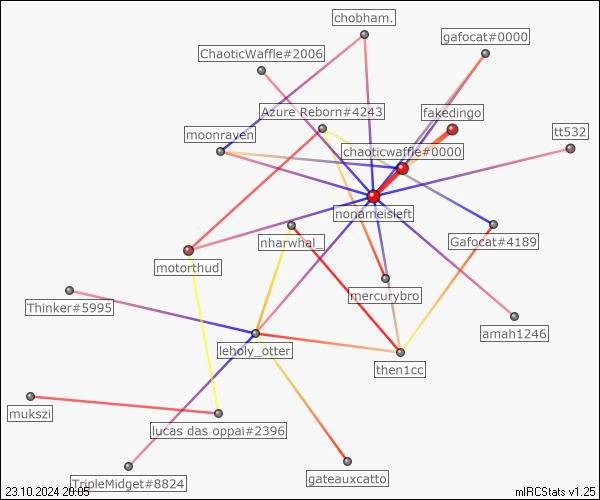 chobham.
gafocat#0000
ChaoticWaffle#2006
Azure Reborn#4243
fakedingo
moonraven
tt532
chaoticwaffle#0000
nonameisleft
nharwhal_
Gafocat#4189
motorthud
mercurybro
Thinker#5995
amah1246
leholy_otter
then1cc
mukszi
lucas das oppai#2396
TripleMidget#8824
gateauxcatto
23.10.2024 20:05
mIRCStats v1.25